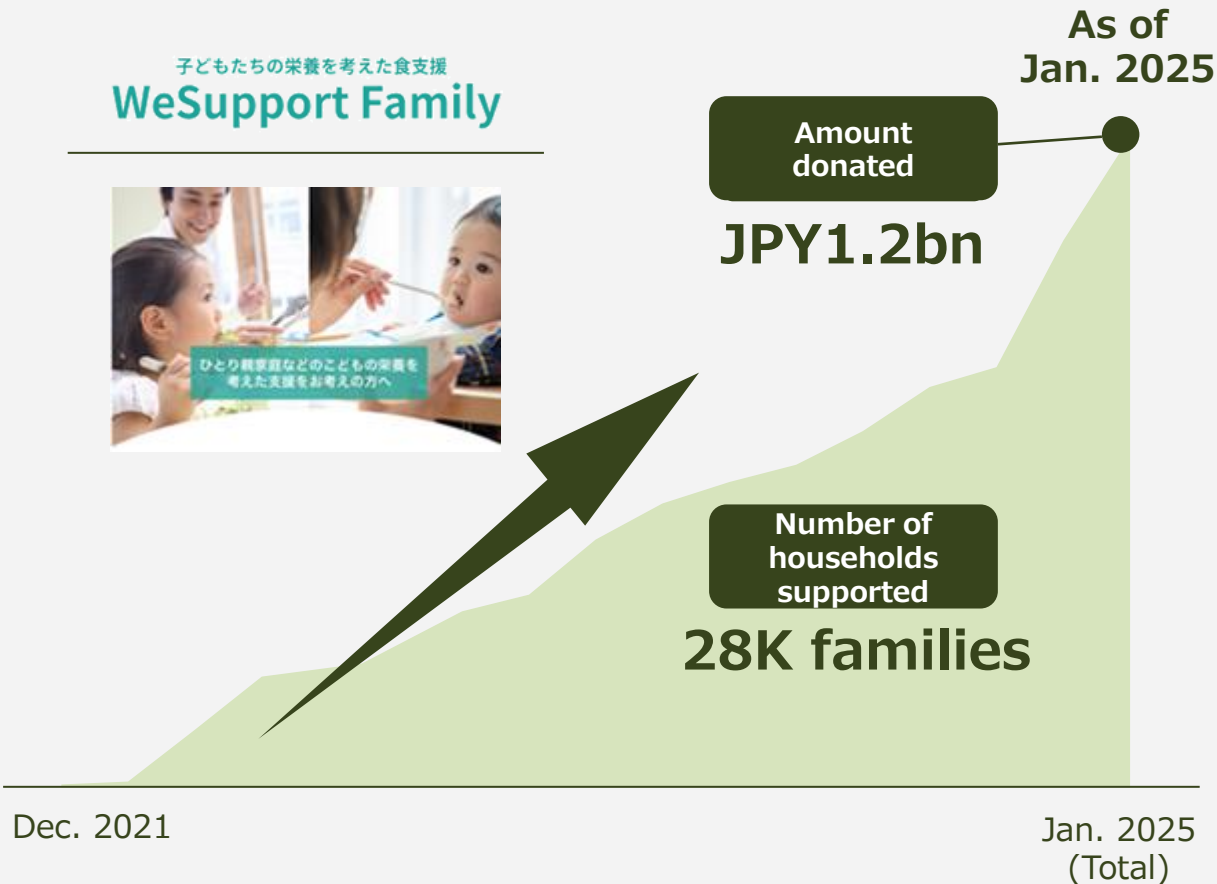 子どもたちの栄養を考えた食支援
WeSupport Family
ひとり親家庭などのこどもの栄養を
考えた支援をお考えの方へ
As of
Jan. 2025
Amount
donated
JPY1.2bn
Number of
households
supported
28K families
Dec. 2021
Jan. 2025
(Total)